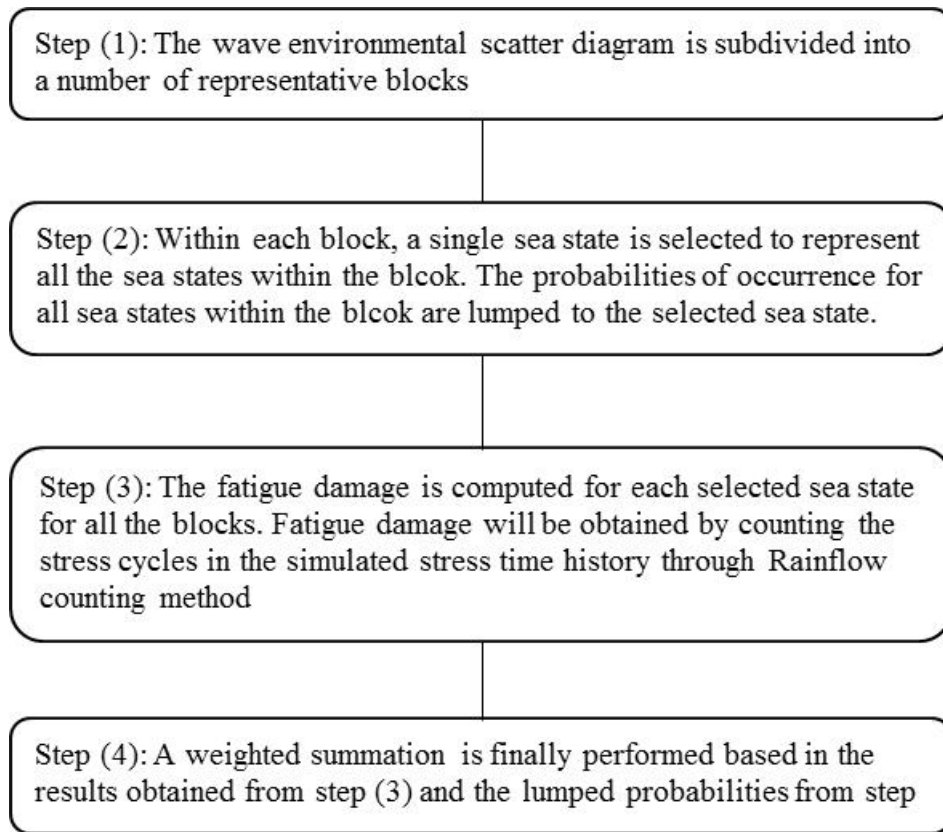 Step (1): The wave environmental scatter diagram is subdivided into
a number of representative blocks
Step (2): Within each block, a single sea state is selected to represent
all the sea states within the blcok. The probabilities of occurrence for
all sea states within the blcok are lumped to the selected sea state.
Step (3): The fatigue damage is computed for each selected sea state
for all the blocks. Fatigue damage will be obtained by counting the
stress cycles in the simulated stress time history through Rainflow
counting method
Step (4): A weighted summation is finally performed based in the
results obtained from step (3) and the lumped probabilities from step